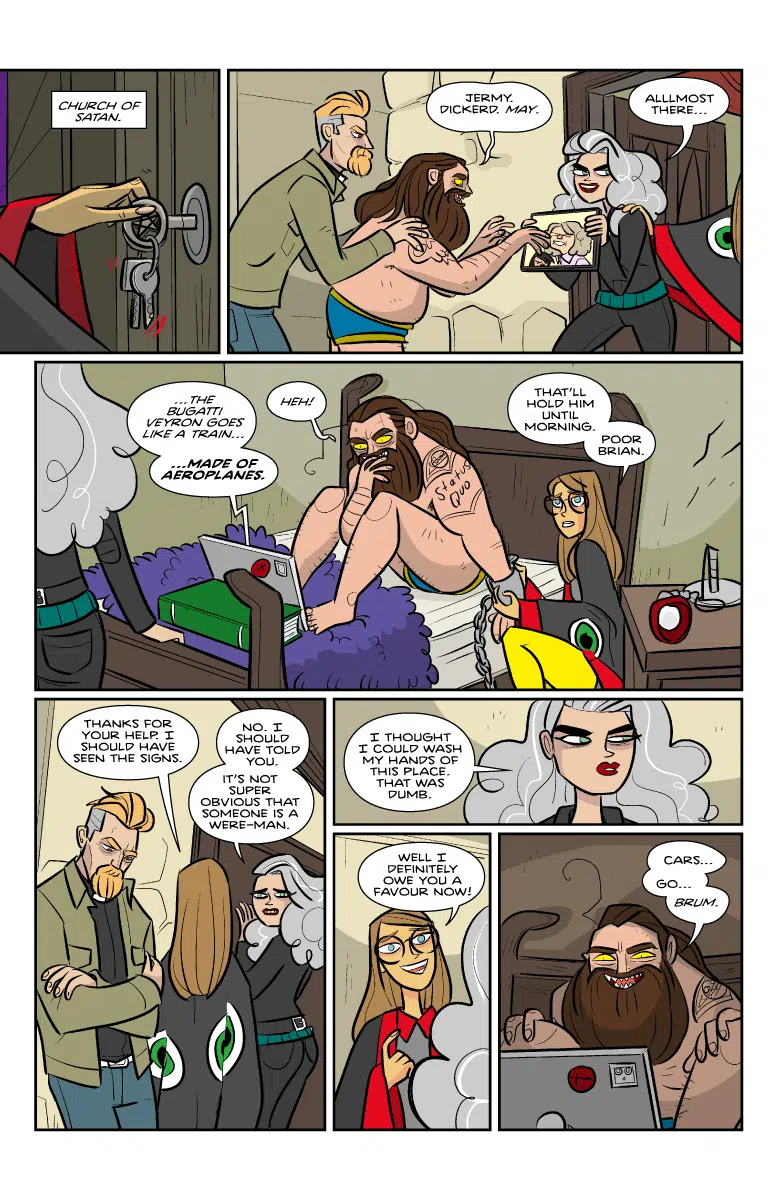 CHURCH OF
SATAN.
JERMY.
DICKERD. MAY.
ALLLMOST
THERE...
...THE
BUGATTI
VEYRON GOES
LIKE A TRAIN...
...MADE OF
AEROPLANES.
HEH!
Status
Quo
THAT'LL
HOLD HIM
UNTIL
MORNING.
POOR
BRIAN.
THANKS FOR
YOUR HELP. I
SHOULD HAVE
SEEN THE SIGNS.
NO. I
SHOULD
HAVE TOLD
YOU.
IT'S NOT
SUPER
OBVIOUS THAT
SOMEONE IS A
WERE-MAN.
I THOUGHT
I COULD WASH
MY HANDS OF
THIS PLACE.
THAT WAS
DUMB.
WELL I
DEFINITELY
OWE YOU A
FAVOUR NOW!
CARS...
GO...
BRUM.